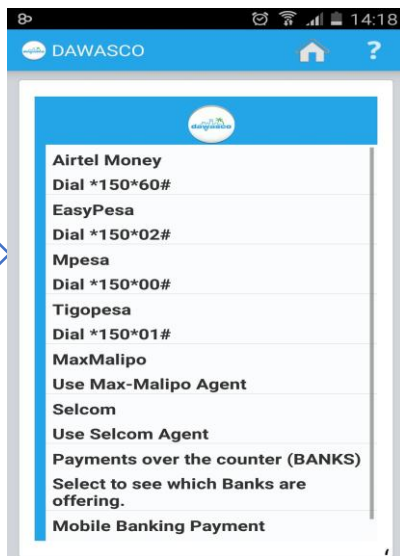 14:18
DAWASCO
?
dawasco
Airtel Money
Dial *150*60#
EasyPesa
Dial *150*02#
Mpesa
Dial *150*00#
Tigopesa
Dial *150*01#
MaxMalipo
Use Max-Malipo Agent
Selcom
Use Selcom Agent
Payments over the counter (BANKS)
Select to see which Banks are
offering.
Mobile Banking Payment